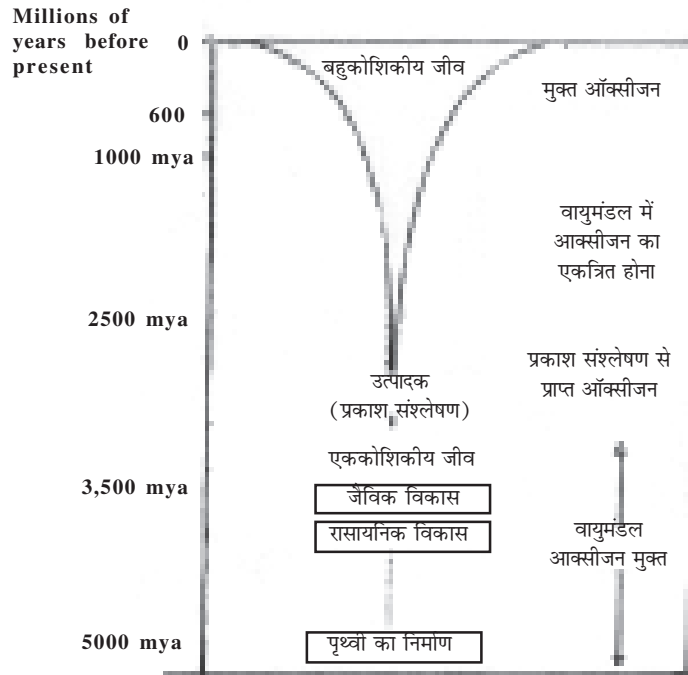 Millions of
years before
present
0
बहुकोशिकीय जीव
मुक्त ऑक्सीजन
600
1000 mya
वायुमंडल में
आक्सीजन का
एकत्रित होना
2500 mya
प्रकाश संश्लेषण से
प्राप्त ऑक्सीजन
उत्पादक
(प्रकाश संश्लेषण)
एककोशिकीय जीव
3,500 mya
जैविक विकास
रासायनिक विकास
वायुमंडल
आक्सीजन मुक्त
5000 mya
पृथ्वी का निर्माण